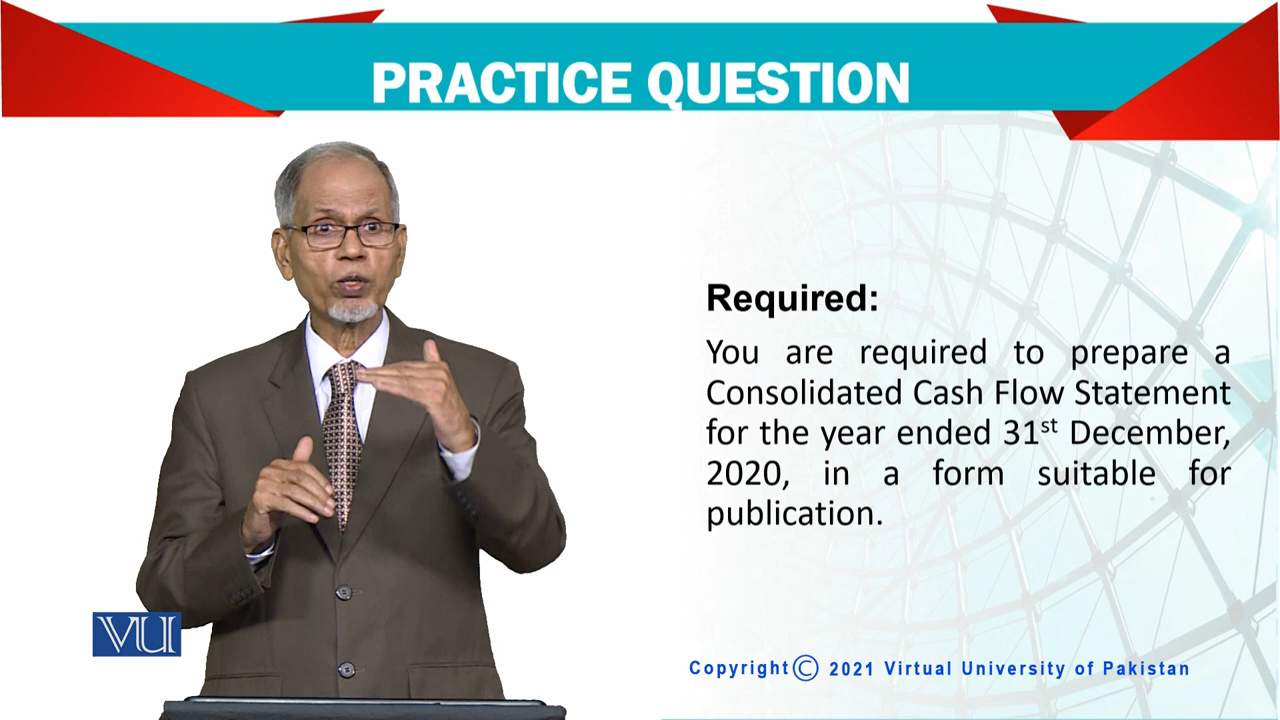 PRACTICE QUESTION
Required:
You are required to prepare a
Consolidated Cash Flow Statement
for the year ended 31st December,
2020, in a form suitable for
publication.
VU
Copyright © 2021 Virtual University of Pakistan